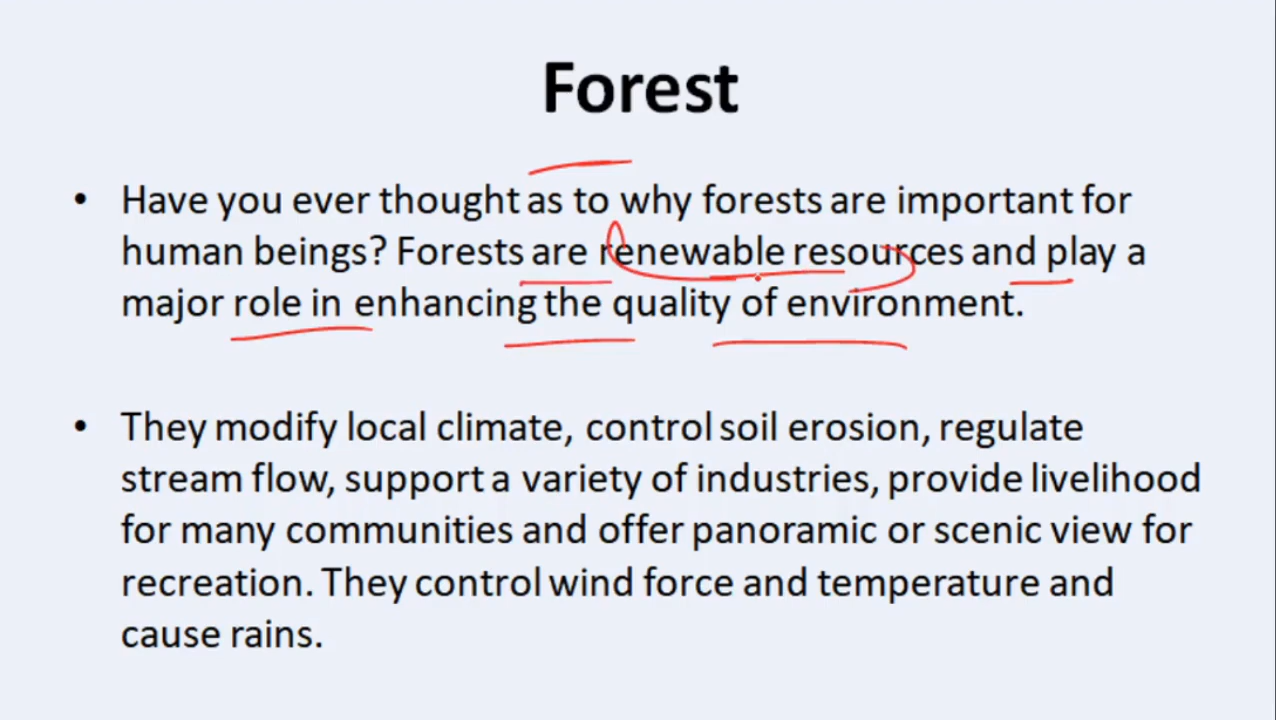 Forest
• Have you ever thought as to why forests are important for
human beings? Forests are renewable resources and play a
major role in enhancing the quality of environment.
• They modify local climate, control soil erosion, regulate
stream flow, support a variety of industries, provide livelihood
for many communities and offer panoramic or scenic view for
recreation. They control wind force and temperature and
cause rains.